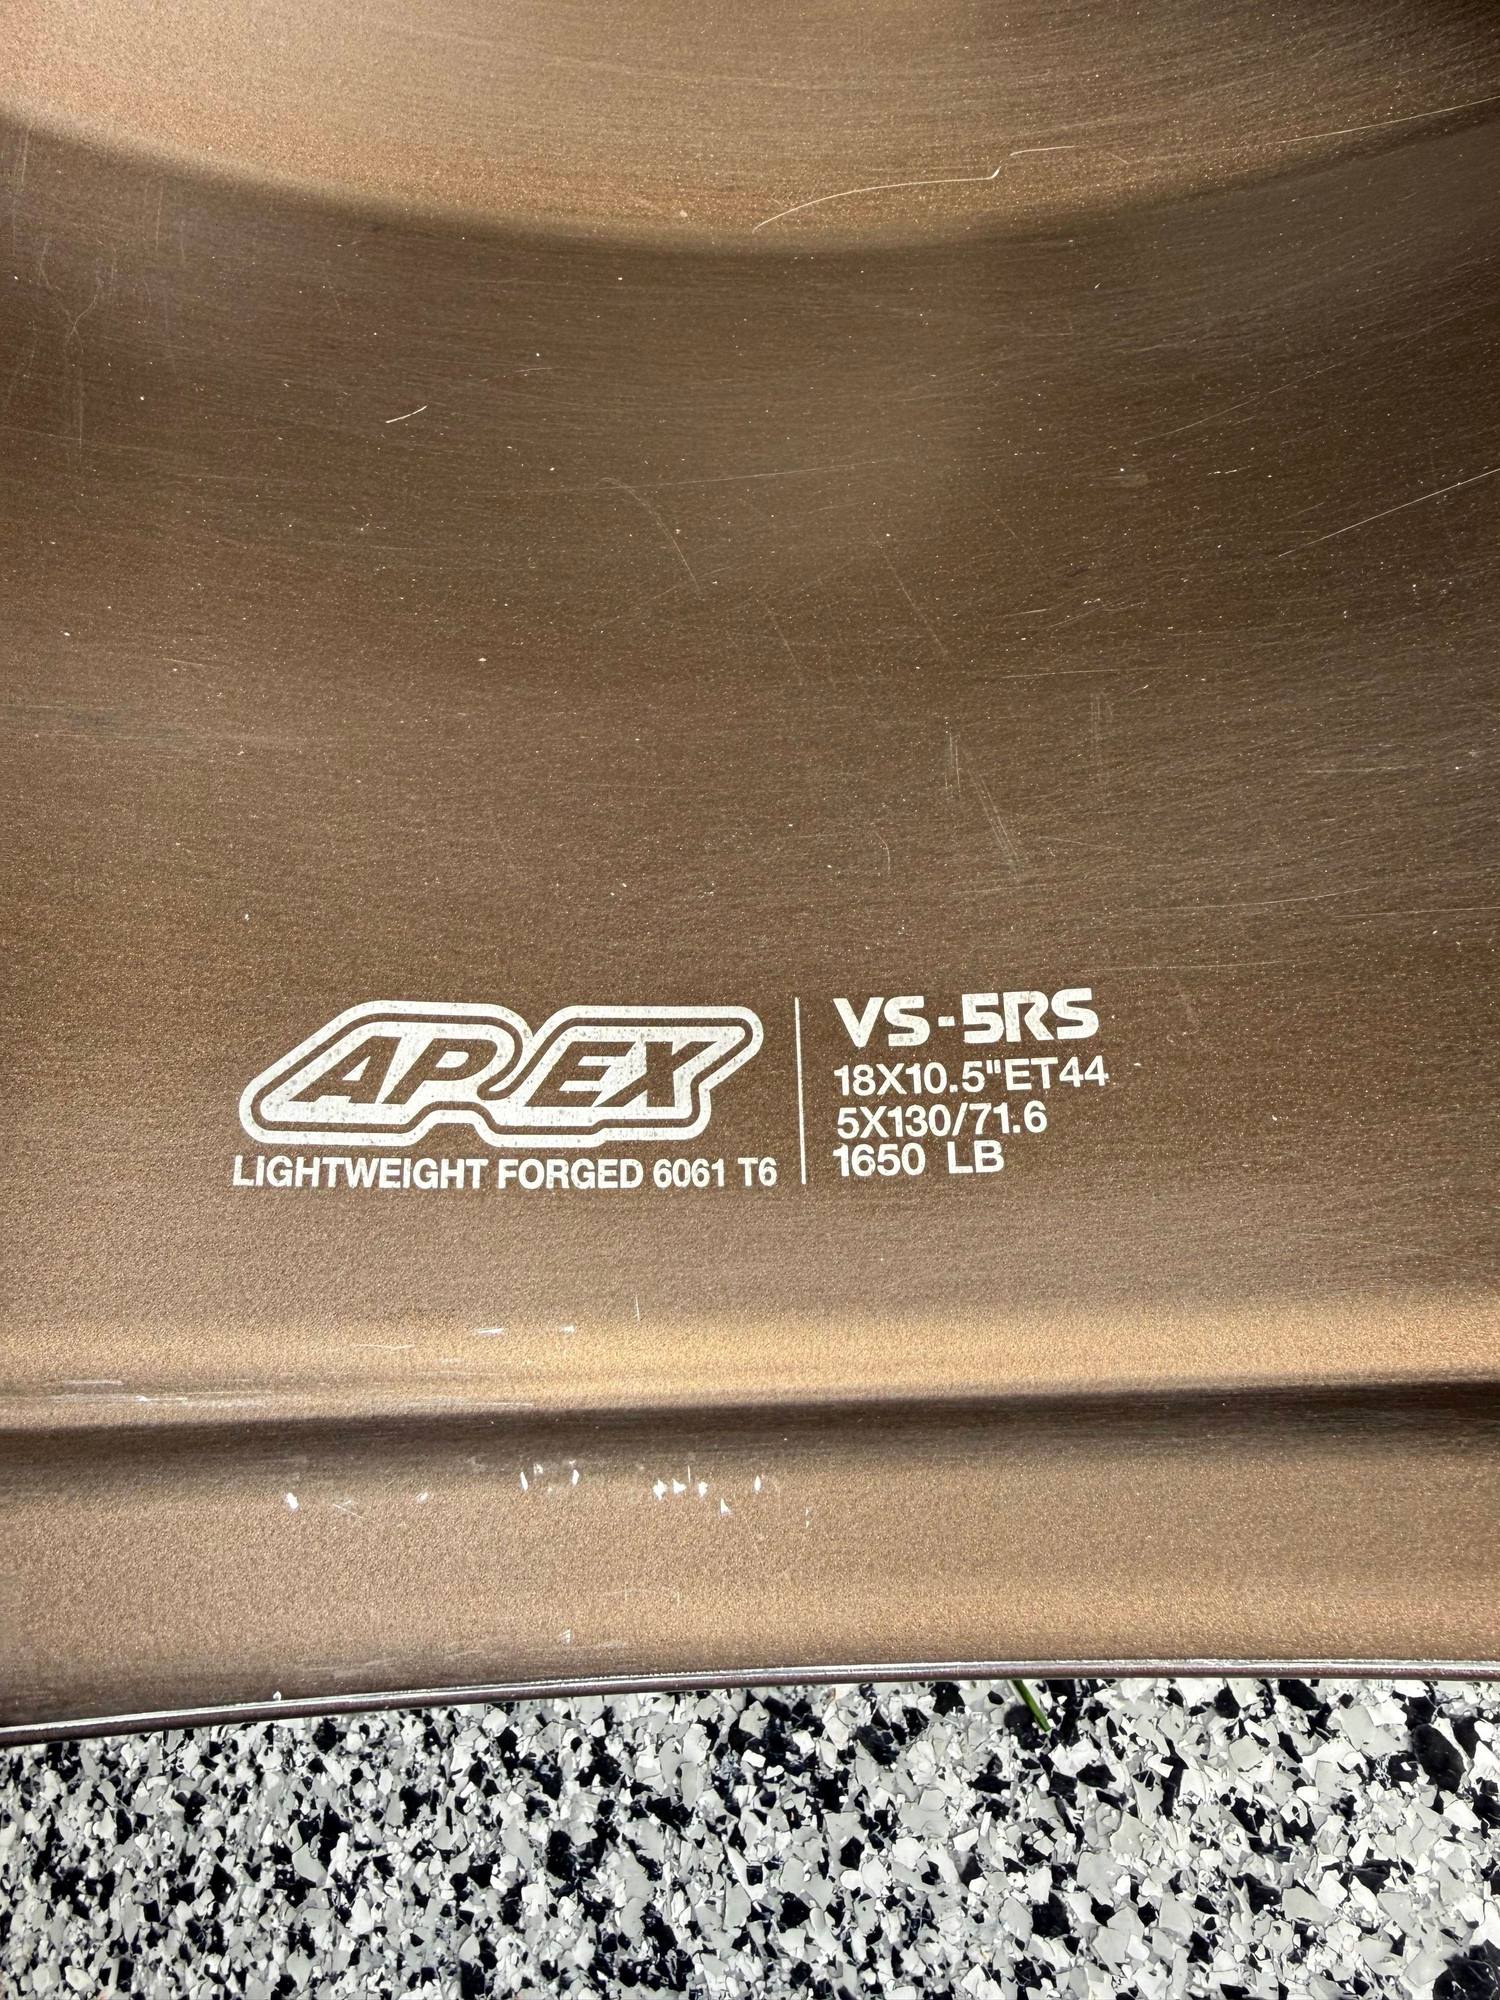 APEX
LIGHTWEIGHT FORGED 6061 T6
VS-5RS
18X10.5"ET44
5X130/71.6
1650 LB